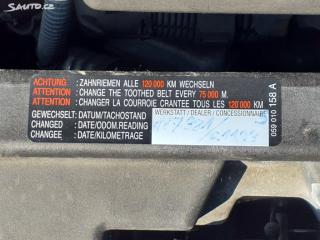 Sauto.cz
ACHTUNG : ZAHNRIEMEN ALLE 120 000 KM WECHSELN
ATTENTION : CHANGE THE TOOTHED BELT EVERY 75 000 M.
ATTENTION : CHANGER LA COURROIE CRANTEE TOUS LES 120 000 KM
GEWECHSELT: DATUM/TACHOSTAND
WERKSTATT / DEALER / CONCESSIONNAIRE
CHANGED : DATE/ODOM.READING
CHANGEE : DATE/KILOMETRAGE
059 010 158 A